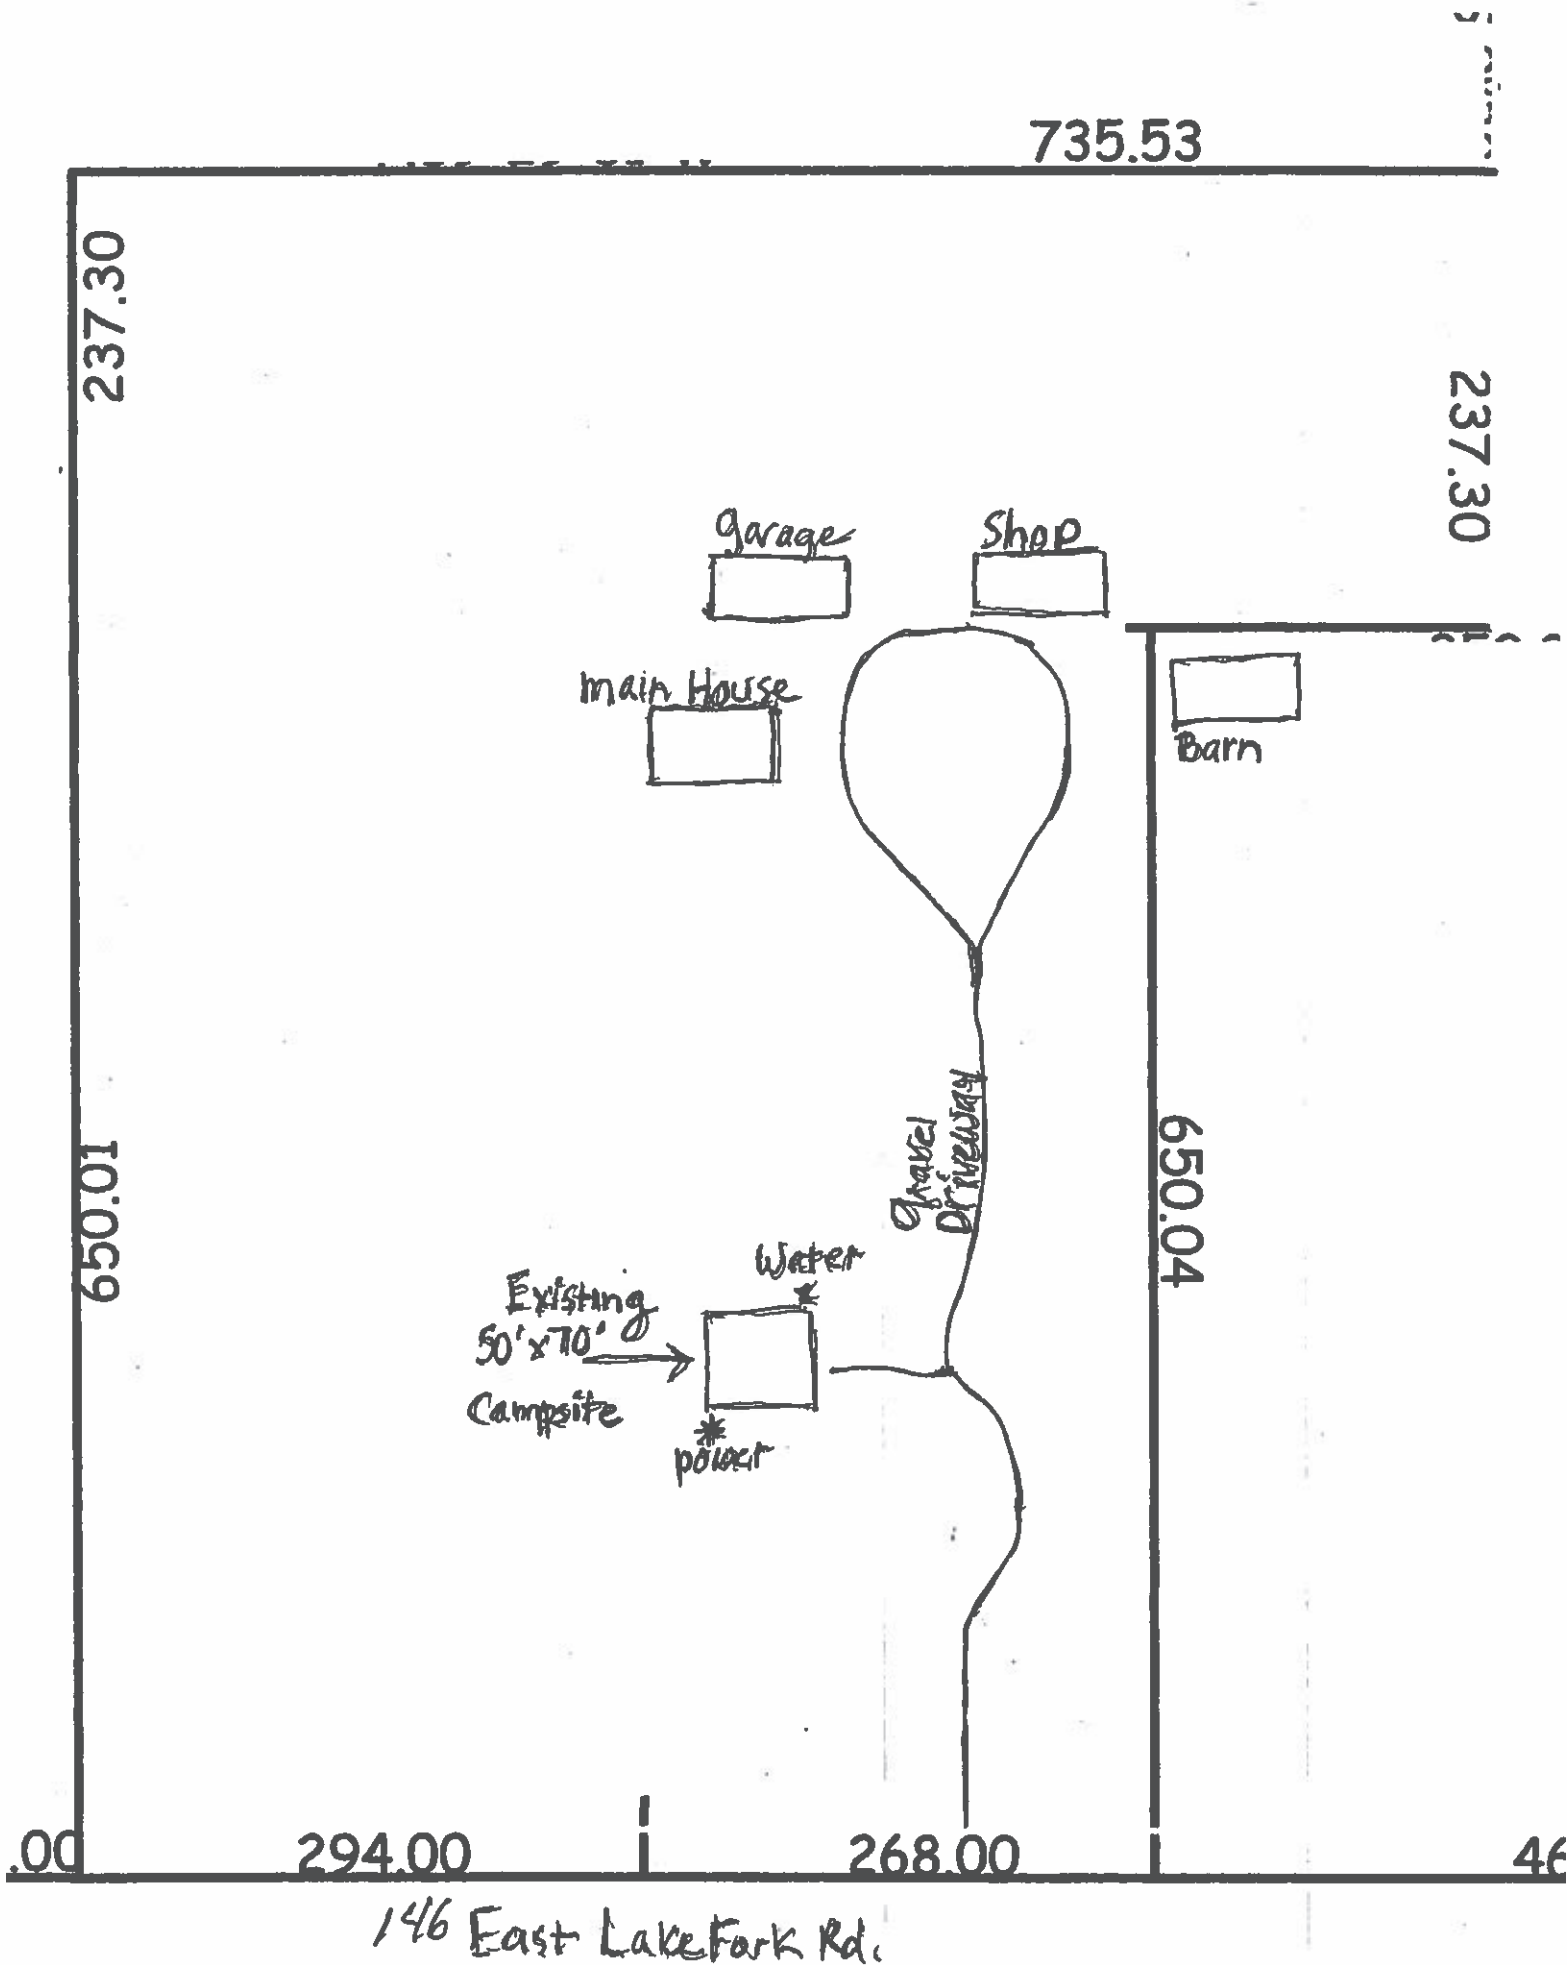 735.53
237.30
237.30
garage
Shop
main House
Barn
gravel
Driveway
650.01
650.04
Water
Existing
50'x70'
Campsite
power
.00
294.00
268.00
46
146 East Lake Fork Rd.